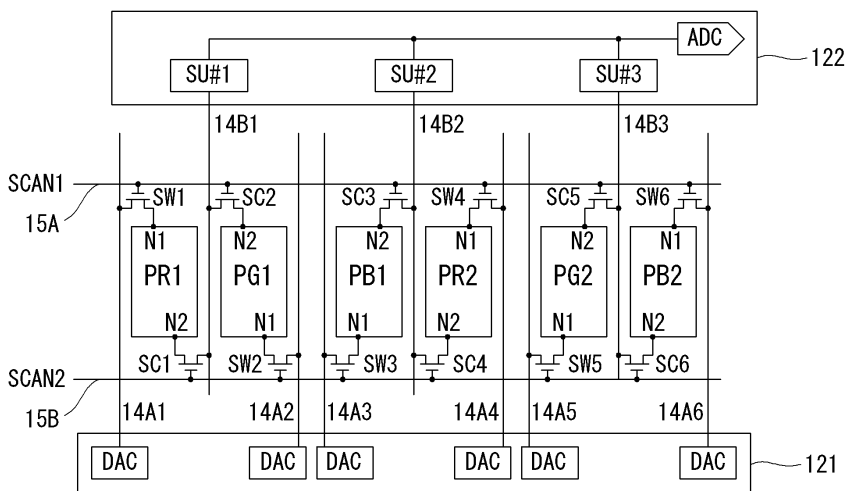 ADC
SU#1 SU#2 SU#3
122
14B1 14B2 14B3
SCAN1
SW1 SC2 SC3 SW4 SC5 SW6
15A
N1 N2 N2 N1 N2 N1
PR1 PG1 PB1 PR2 PG2 PB2
N2 N1 N1 N2 N1 N2
SC1 SW2 SW3 SC4 SW5 SC6
SCAN2
15B
14A1 14A2 14A3 14A4 14A5 14A6
DAC DAC DAC DAC DAC DAC
121